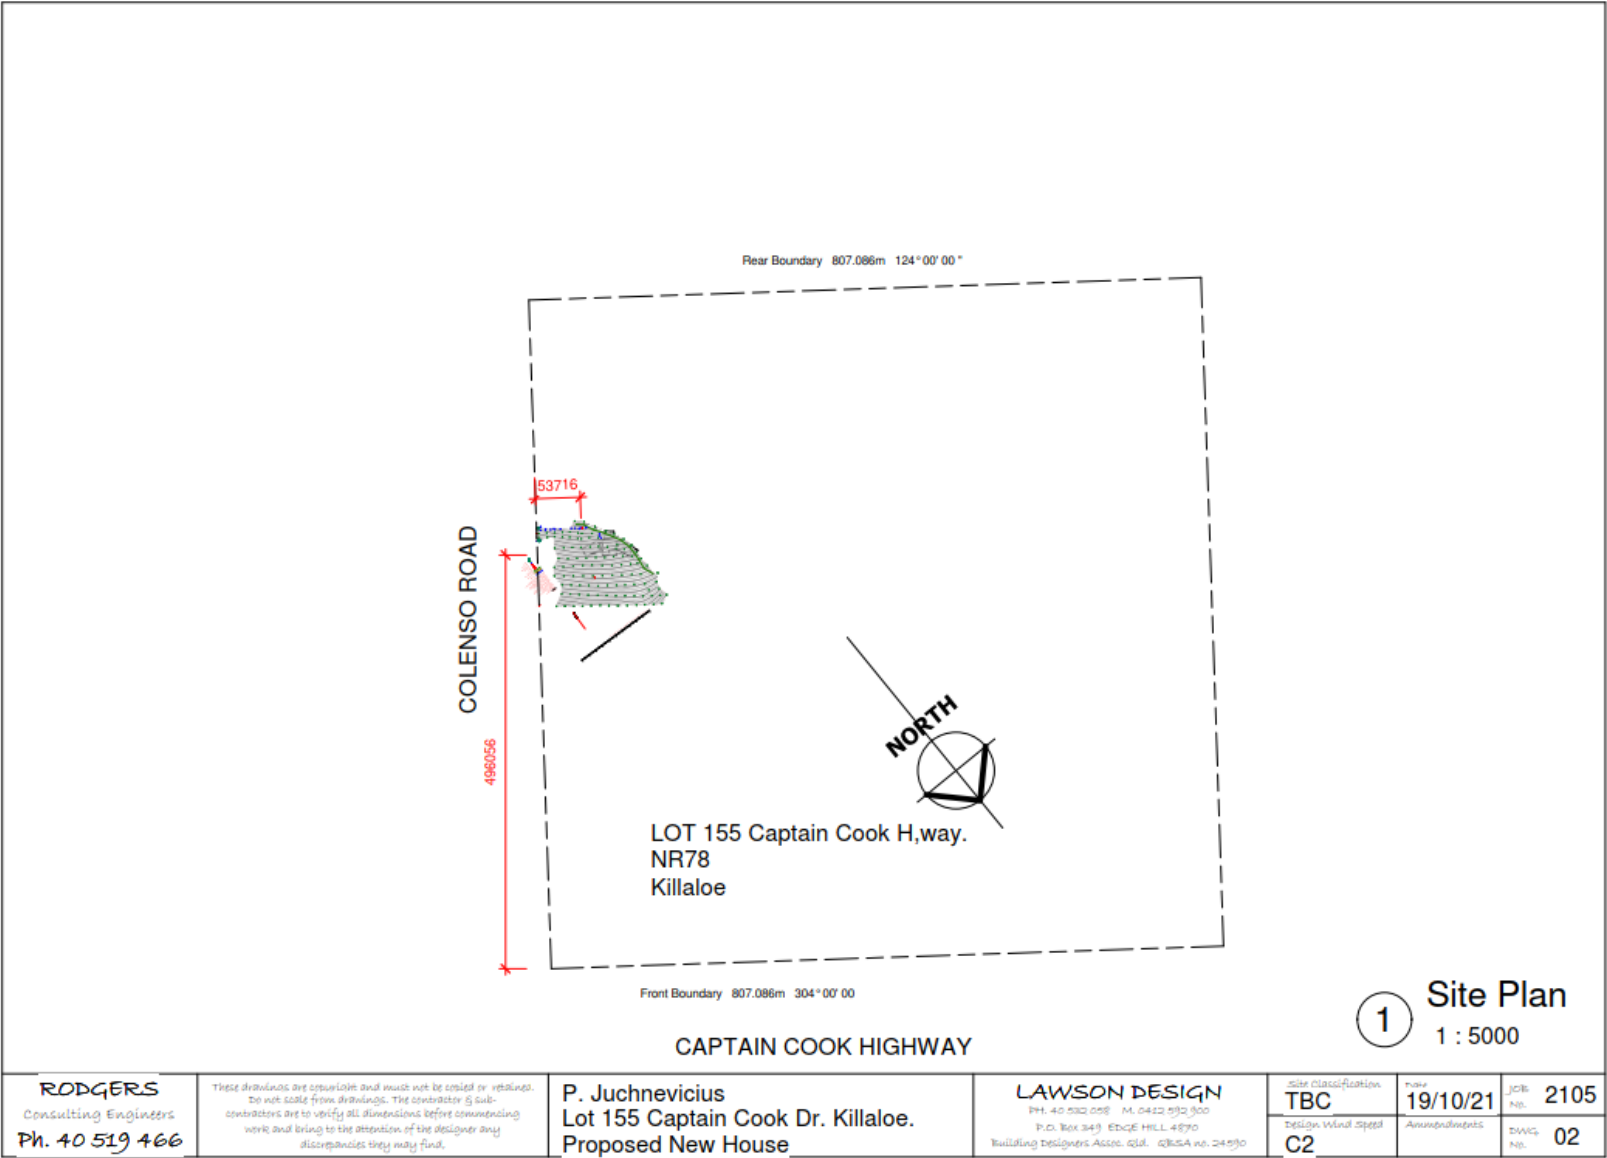 Rear Boundary 807.086m 124°00'00"
53716
COLENSO ROAD
496056
NORTH
LOT 155 Captain Cook H,way.
NR78
Killaloe
Front Boundary 807.086m 304°00'00
CAPTAIN COOK HIGHWAY
1
Site Plan
1 : 5000
RODGERS
Consulting Engineers
Ph. 40 519 466
These drawings are copyright and must not be copied or retained.
Do not scale from drawings. The contractor & sub-
contractors are to verify all dimensions before commencing
work and bring to the attention of the designer any
discrepancies they may find.
P. Juchnevicius
Lot 155 Captain Cook Dr. Killaloe.
Proposed New House
LAWSON DESIGN
PH. 40 532 058 M. 0412 592 900
P.O. Box 349 EDGE HILL 4870
Building Designers Assoc. Qld. QBSA no. 24590
Site Classification
TBC
Design Wind Speed
C2
Date
19/10/21
Ammendments
JOB No. 2105
DWG No. 02